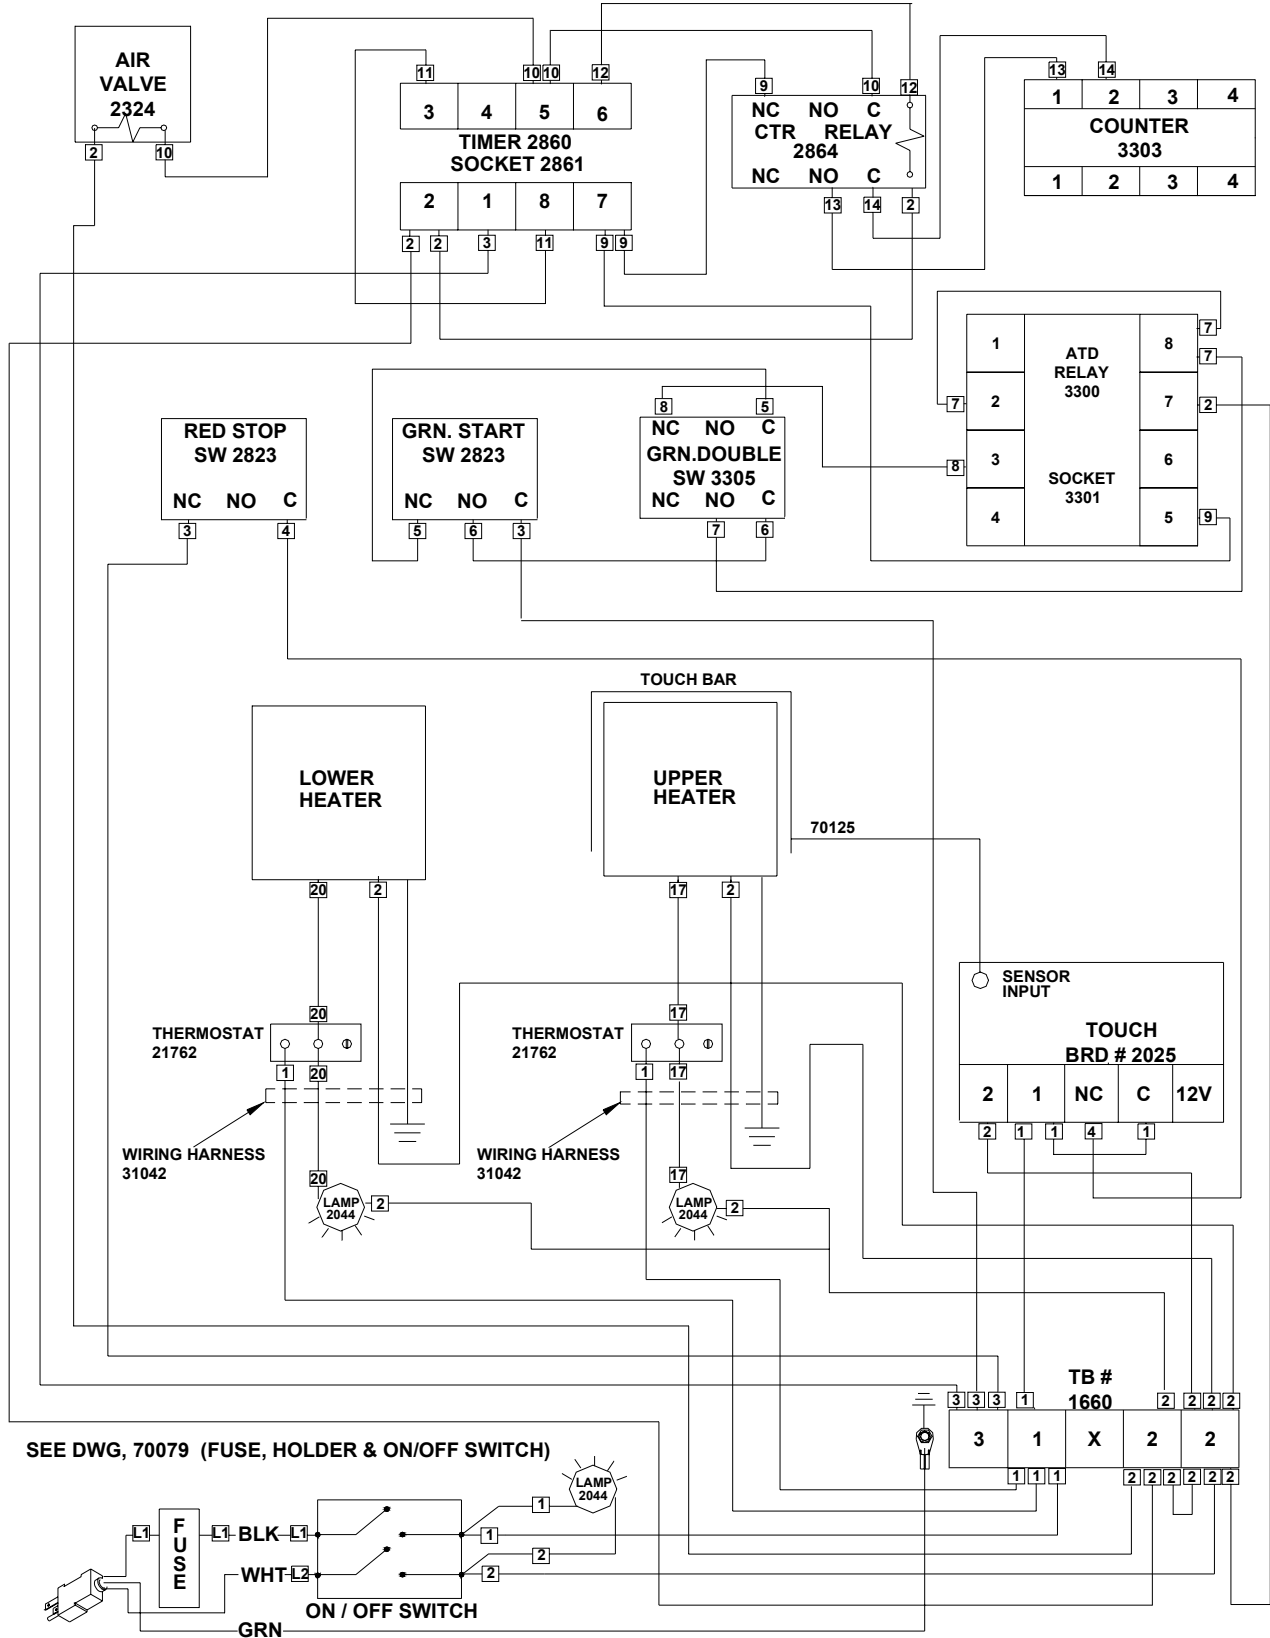 12
10
10 10
12
10
14
13
11
9
12
AIR
VALVE
2324
2
10
3 4 5 6
TIMER 2860
SOCKET 2861
2 1 8 7
2 2 3 11 9 9
NC NO C
CTR RELAY
2864
NC NO C
13 14 2
1 2 3 4
COUNTER
3303
1 2 3 4
1 8 7
ATD
RELAY
3300
7
7 2 7 2
8 3 6
SOCKET
3301
4 5 9
RED STOP
SW 2823
NC NO C
3 4
GRN. START
SW 2823
NC NO C
5 6 3
8 5
NC NO C
GRN.DOUBLE
SW 3305
NC NO C
7 6
TOUCH BAR
LOWER
HEATER
UPPER
HEATER
70125
20 2
17 2
SENSOR
INPUT
TOUCH
BRD # 2025
2 1 NC C 12V
2 1 1 4 1
20
THERMOSTAT
21762
1 20
17
THERMOSTAT
21762
1 17
WIRING HARNESS
31042
WIRING HARNESS
31042
20
LAMP
2044
2
17
LAMP
2044
2
TB #
1660
3 3 3 1 2 2 2 2
3 1 X 2 2
1 1 1 2 2 2 2 2 2
SEE DWG, 70079 (FUSE, HOLDER & ON/OFF SWITCH)
LAMP
2044
1
L1
FUSE
L1 BLK L1
1
2
WHT L2
2
ON / OFF SWITCH
GRN